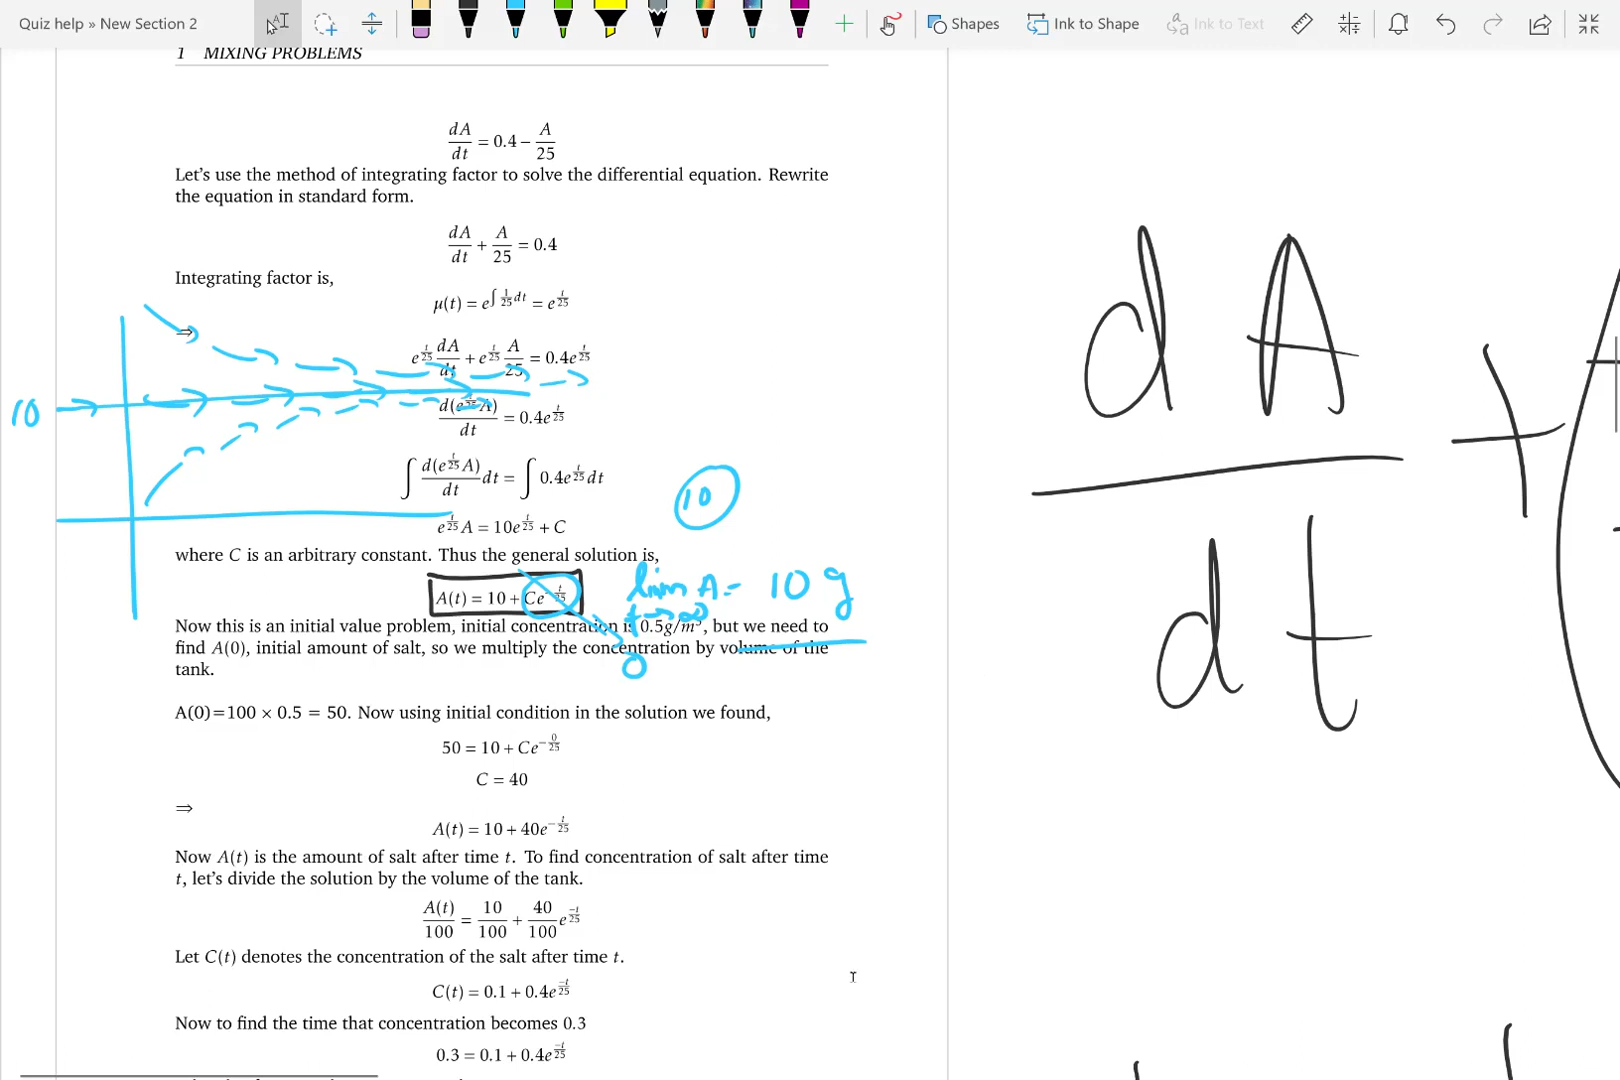 Quiz help » New Section 2
Shapes
Ink to Shape
Ink to Text
1 MIXING PROBLEMS
dA/dt = 0.4 − A/25
Let's use the method of integrating factor to solve the differential equation. Rewrite
the equation in standard form.
dA/dt + A/25 = 0.4
Integrating factor is,
μ(t) = e^{∫ 1/25 dt} = e^{t/25}
⇒
e^{t/25} dA/dt + e^{t/25} A/25 = 0.4e^{t/25}
10
d(e^{t/25} A)/dt = 0.4e^{t/25}
∫ d(e^{t/25} A)/dt dt = ∫ 0.4e^{t/25} dt
10
e^{t/25} A = 10e^{t/25} + C
where C is an arbitrary constant. Thus the general solution is,
A(t) = 10 + Ce^{−t/25}
lim t→∞ A = 10 g
Now this is an initial value problem, initial concentration is 0.5g/m³, but we need to
find A(0), initial amount of salt, so we multiply the concentration by volume of the
tank.
0
A(0)=100 × 0.5 = 50. Now using initial condition in the solution we found,
50 = 10 + Ce^{−0/25}
C = 40
⇒
A(t) = 10 + 40e^{−t/25}
Now A(t) is the amount of salt after time t. To find concentration of salt after time
t, let's divide the solution by the volume of the tank.
A(t)/100 = 10/100 + 40/100 e^{−t/25}
Let C(t) denotes the concentration of the salt after time t.
C(t) = 0.1 + 0.4e^{−t/25}
Now to find the time that concentration becomes 0.3
0.3 = 0.1 + 0.4e^{−t/25}
dA/dt +